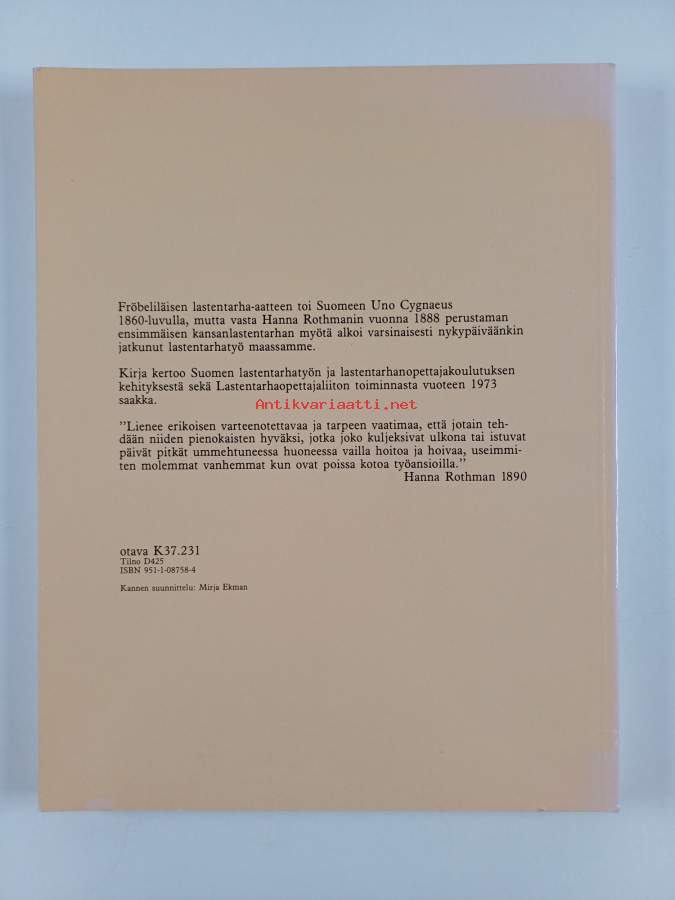 Fröbeliläisen lastentarha-aatteen toi Suomeen Uno Cygnaeus
1860-luvulla, mutta vasta Hanna Rothmanin vuonna 1888 perustaman
ensimmäisen kansanlastentarhan myötä alkoi varsinaisesti nykypäiväänkin
jatkunut lastentarhatyö maassamme.
Kirja kertoo Suomen lastentarhatyön ja lastentarhanopettajakoulutuksen
kehityksestä sekä Lastentarhaopettajaliiton toiminnasta vuoteen 1973
saakka.
Antikvariaatti.net
"Lienee erikoisen varteenotettavaa ja tarpeen vaatimaa, että jotain teh-
dään niiden pienokaisten hyväksi, jotka joko kuljeksivat ulkona tai istuvat
päivät pitkät ummehtuneessa huoneessa vailla hoitoa ja hoivaa, useimmi-
ten molemmat vanhemmat kun ovat poissa kotoa työansioilla."
Hanna Rothman 1890
otava K37.231
Tilno D425
ISBN 951-1-08758-4
Kannen suunnittelu: Mirja Ekman